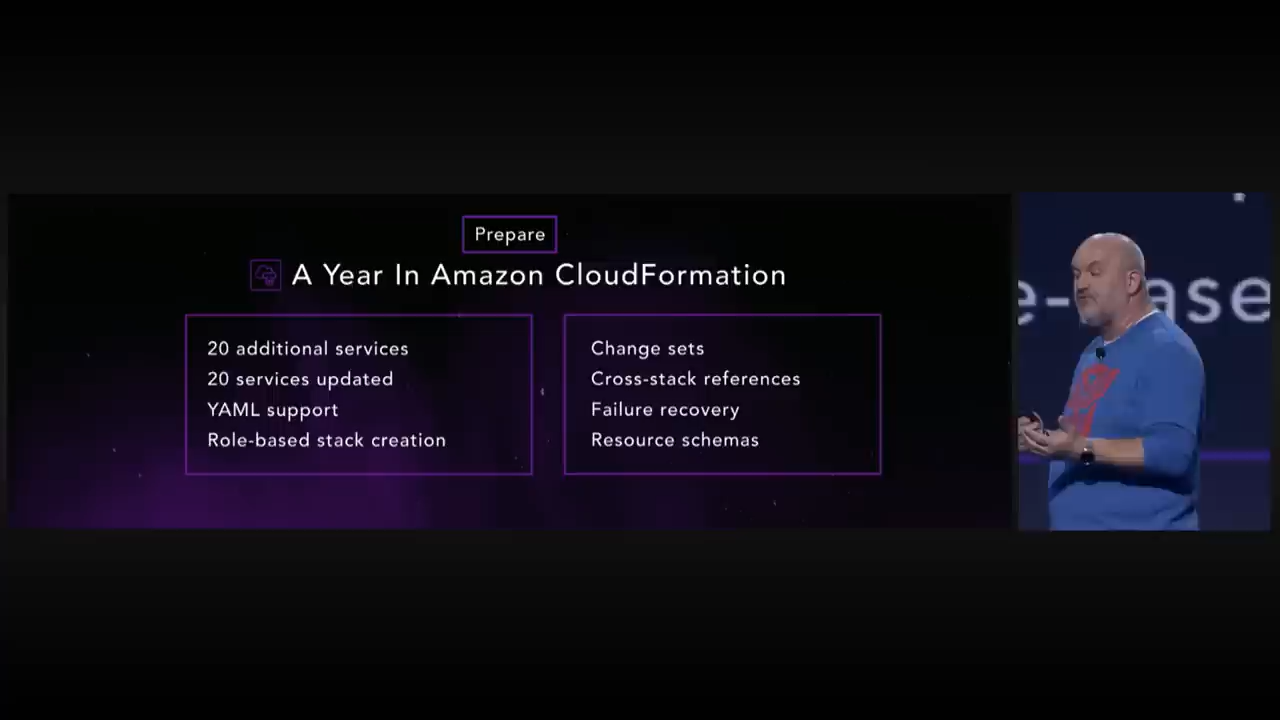 Prepare
A Year In Amazon CloudFormation
20 additional services
20 services updated
YAML support
Role-based stack creation
Change sets
Cross-stack references
Failure recovery
Resource schemas